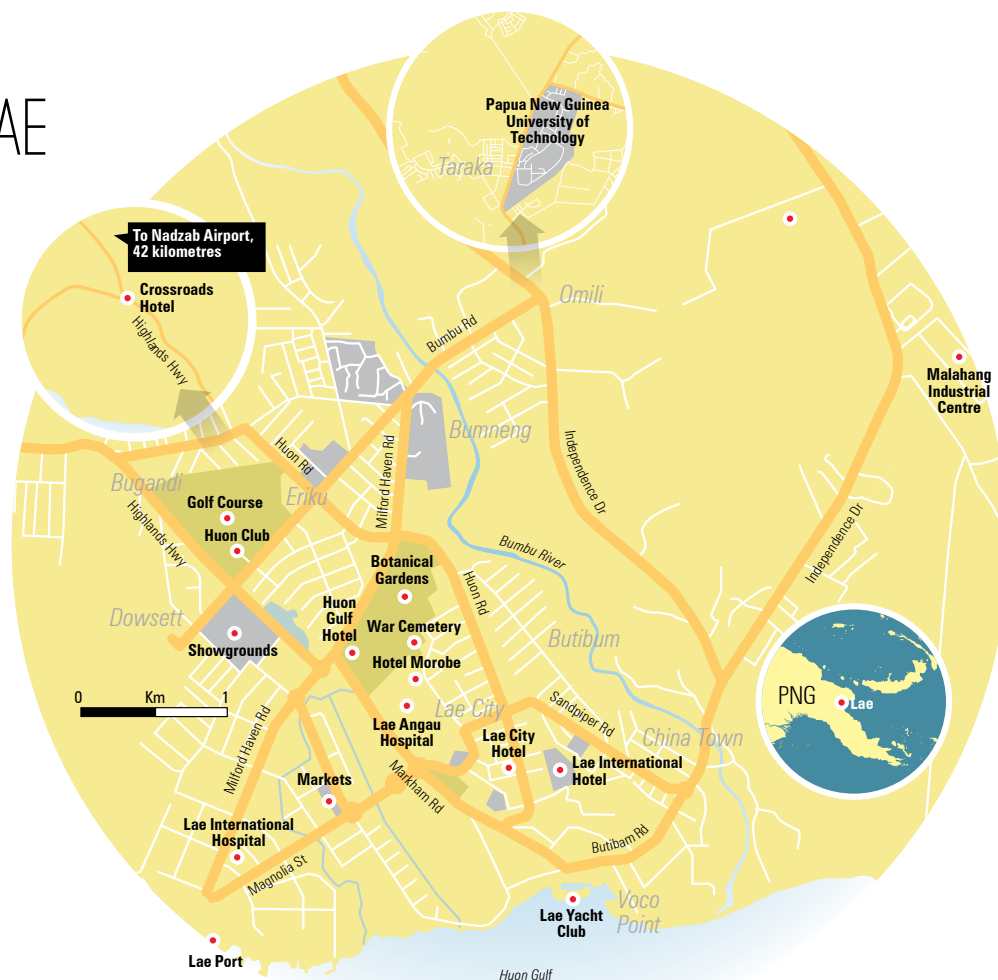 AE
Papua New Guinea
University of
Technology
Taraka
To Nadzab Airport,
42 kilometres
Crossroads
Hotel
Highlands Hwy
Omili
Bumbu Rd
Malahang
Industrial
Centre
Bumneng
Huon Rd
Milford Haven Rd
Independence Dr
Bugandi
Eriku
Golf Course
Huon Club
Highlands Hwy
Independence Dr
Bumbu River
Botanical
Gardens
Huon Rd
Dowsett
Huon
Gulf
Hotel
War Cemetery
Butibum
Showgrounds
Hotel Morobe
0 Km 1
PNG
Lae
Lae City
Sandpiper Rd
Lae Angau
Hospital
Lae City
Hotel
China Town
Milford Haven Rd
Lae International
Hotel
Markets
Markham Rd
Lae International
Hospital
Butibam Rd
Magnolia St
Voco
Point
Lae Yacht
Club
Lae Port
Huon Gulf